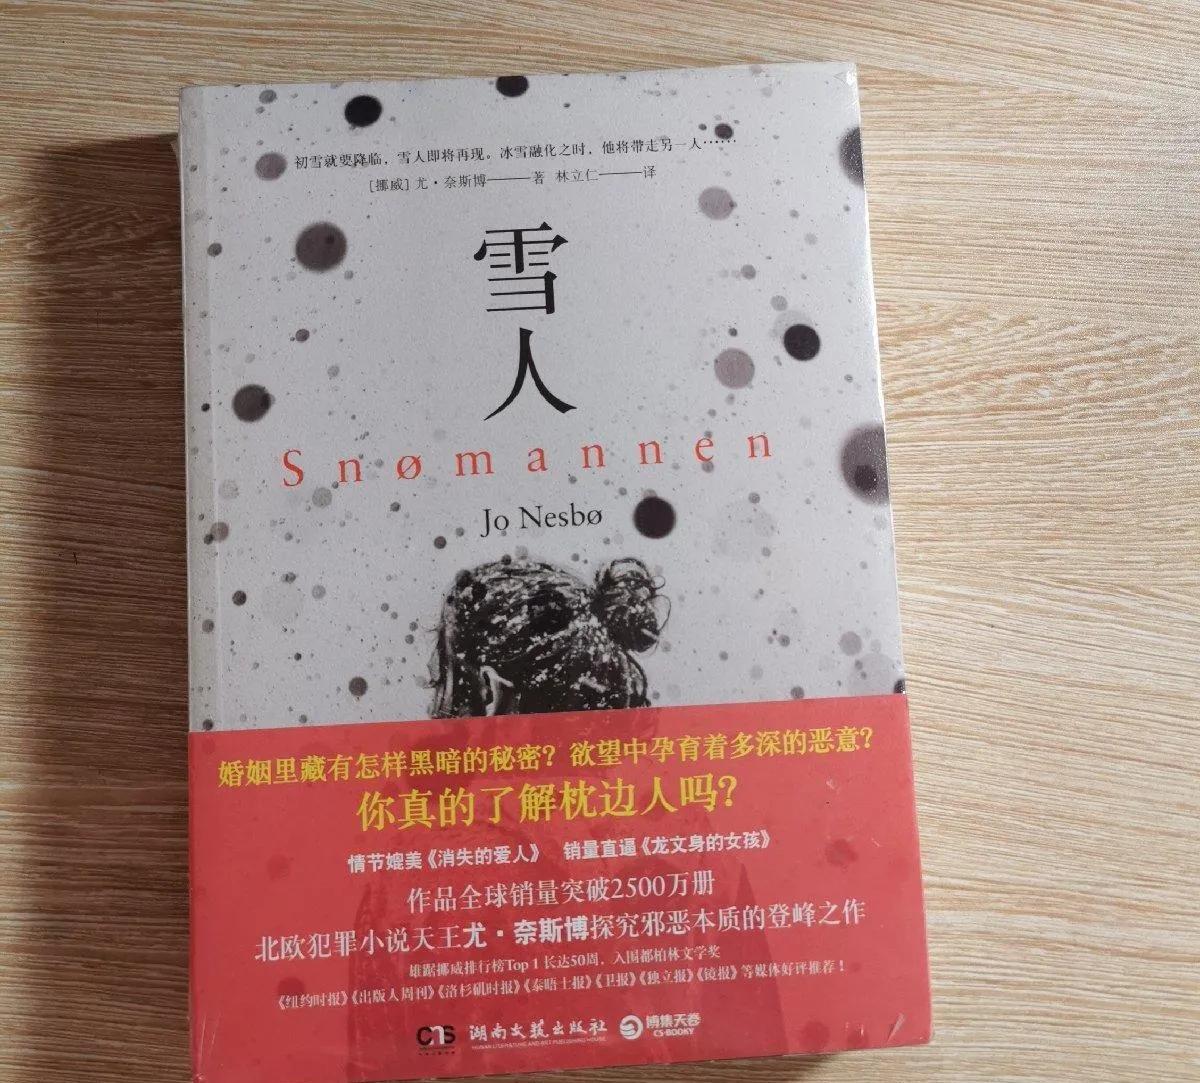 初雪就要降临，雪人即将再现。冰雪融化之时，他将带走另一人……
［挪威］尤·奈斯博——著 林立仁——译
雪人
Snømannen
Jo Nesbø
婚姻里藏有怎样黑暗的秘密？欲望中孕育着多深的恶意？
你真的了解枕边人吗？
情节媲美《消失的爱人》 销量直逼《龙文身的女孩》
作品全球销量突破2500万册
北欧犯罪小说天王尤·奈斯博探究邪恶本质的登峰之作
雄踞挪威排行榜Top 1 长达50周，入围都柏林文学奖
《纽约时报》《出版人周刊》《洛杉矶时报》《泰晤士报》《卫报》《独立报》《镜报》等媒体好评推荐！
CNS 湖南文艺出版社 博集天卷
HUNAN LITERATURE AND ART PUBLISHING HOUSE CS-BOOKY